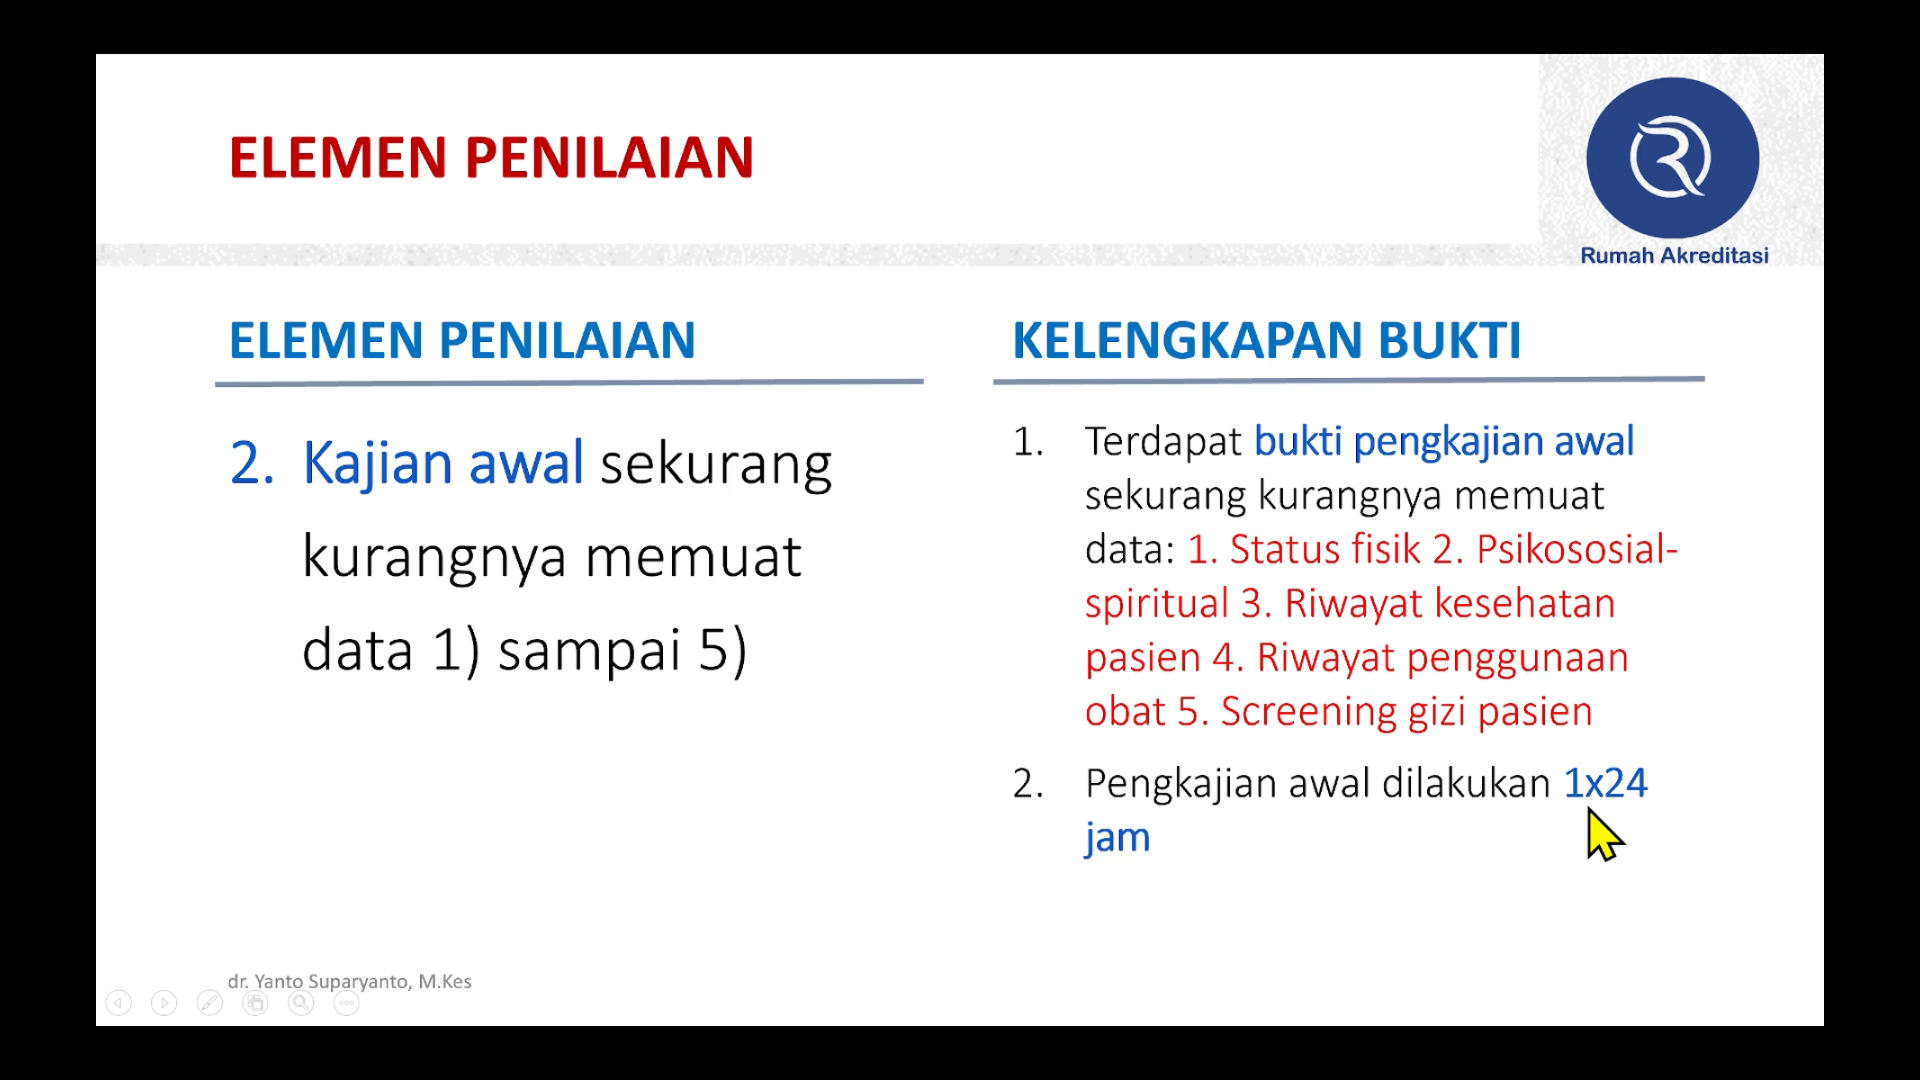 ELEMEN PENILAIAN
Rumah Akreditasi
ELEMEN PENILAIAN
2. Kajian awal sekurang
kurangnya memuat
data 1) sampai 5)
KELENGKAPAN BUKTI
1. Terdapat bukti pengkajian awal
sekurang kurangnya memuat
data: 1. Status fisik 2. Psikososial-
spiritual 3. Riwayat kesehatan
pasien 4. Riwayat penggunaan
obat 5. Screening gizi pasien
2. Pengkajian awal dilakukan 1x24
jam
dr. Yanto Suparyanto, M.Kes